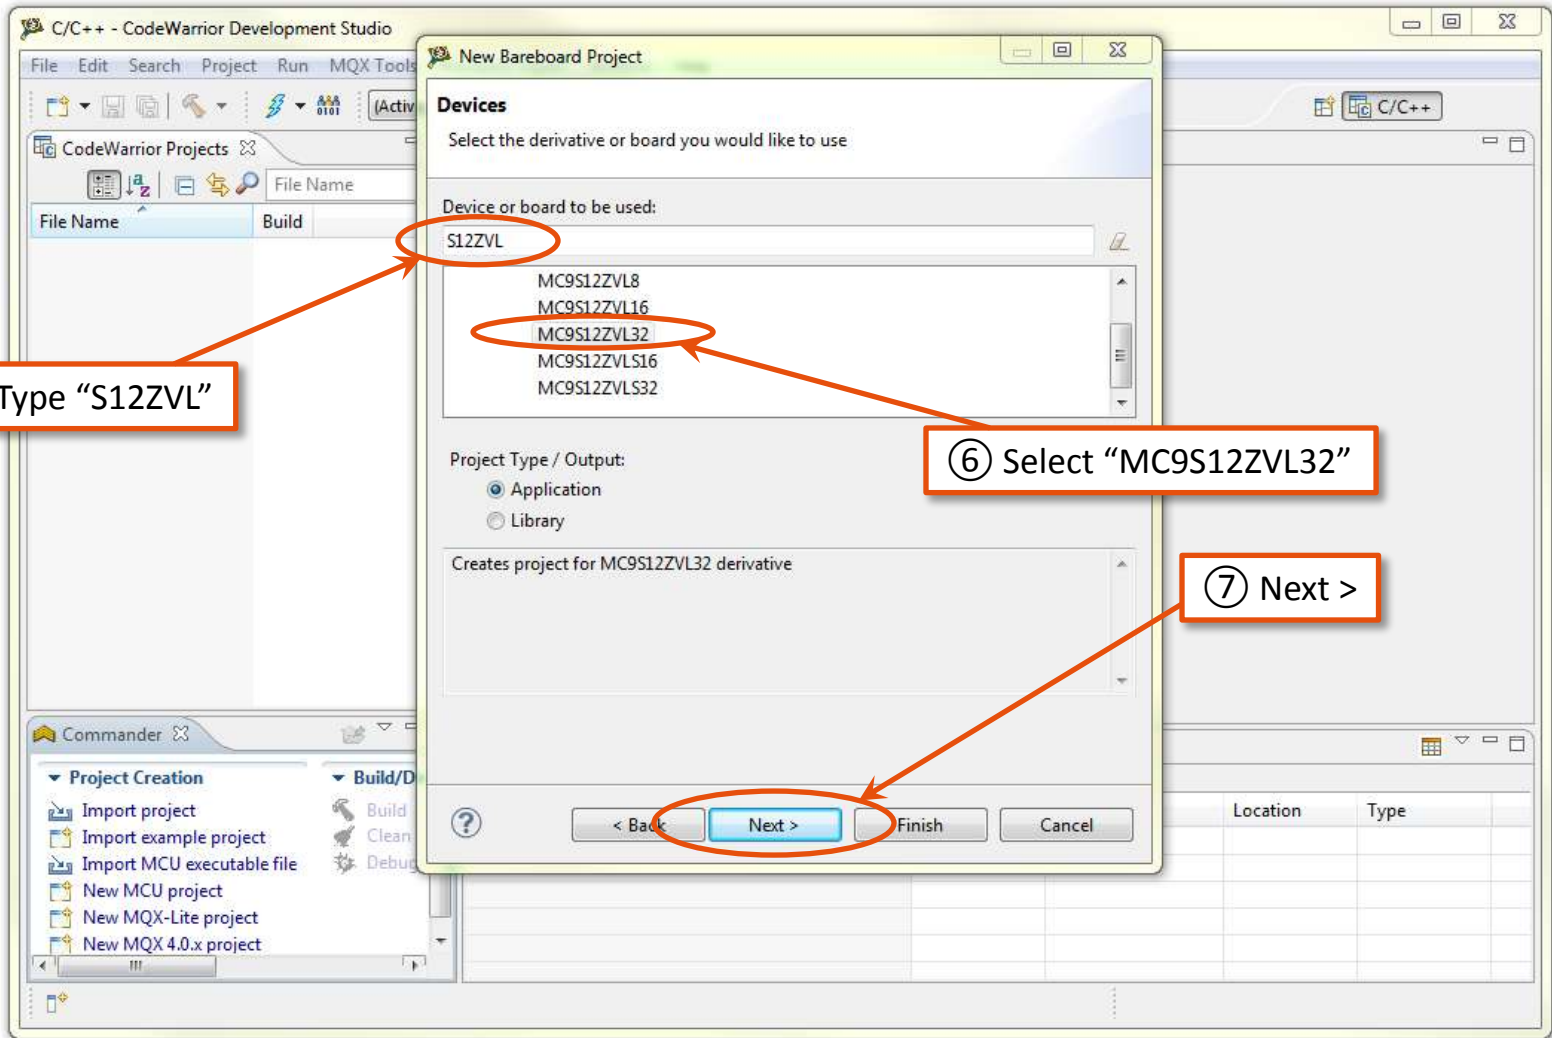 C/C++ - CodeWarrior Development Studio
File Edit Search Project Run MQX Tools
(Activ
C/C++
CodeWarrior Projects
File Name
File Name Build
New Bareboard Project
Devices
Select the derivative or board you would like to use
Device or board to be used:
S12ZVL
MC9S12ZVL8
MC9S12ZVL16
MC9S12ZVL32
MC9S12ZVLS16
MC9S12ZVLS32
Type “S12ZVL”
⑥ Select “MC9S12ZVL32”
Project Type / Output:
Application
Library
Creates project for MC9S12ZVL32 derivative
⑦ Next >
< Back Next > Finish Cancel
Commander
Project Creation
Import project
Import example project
Import MCU executable file
New MCU project
New MQX-Lite project
New MQX 4.0.x project
Build/D
Build
Clean
Debug
Location Type